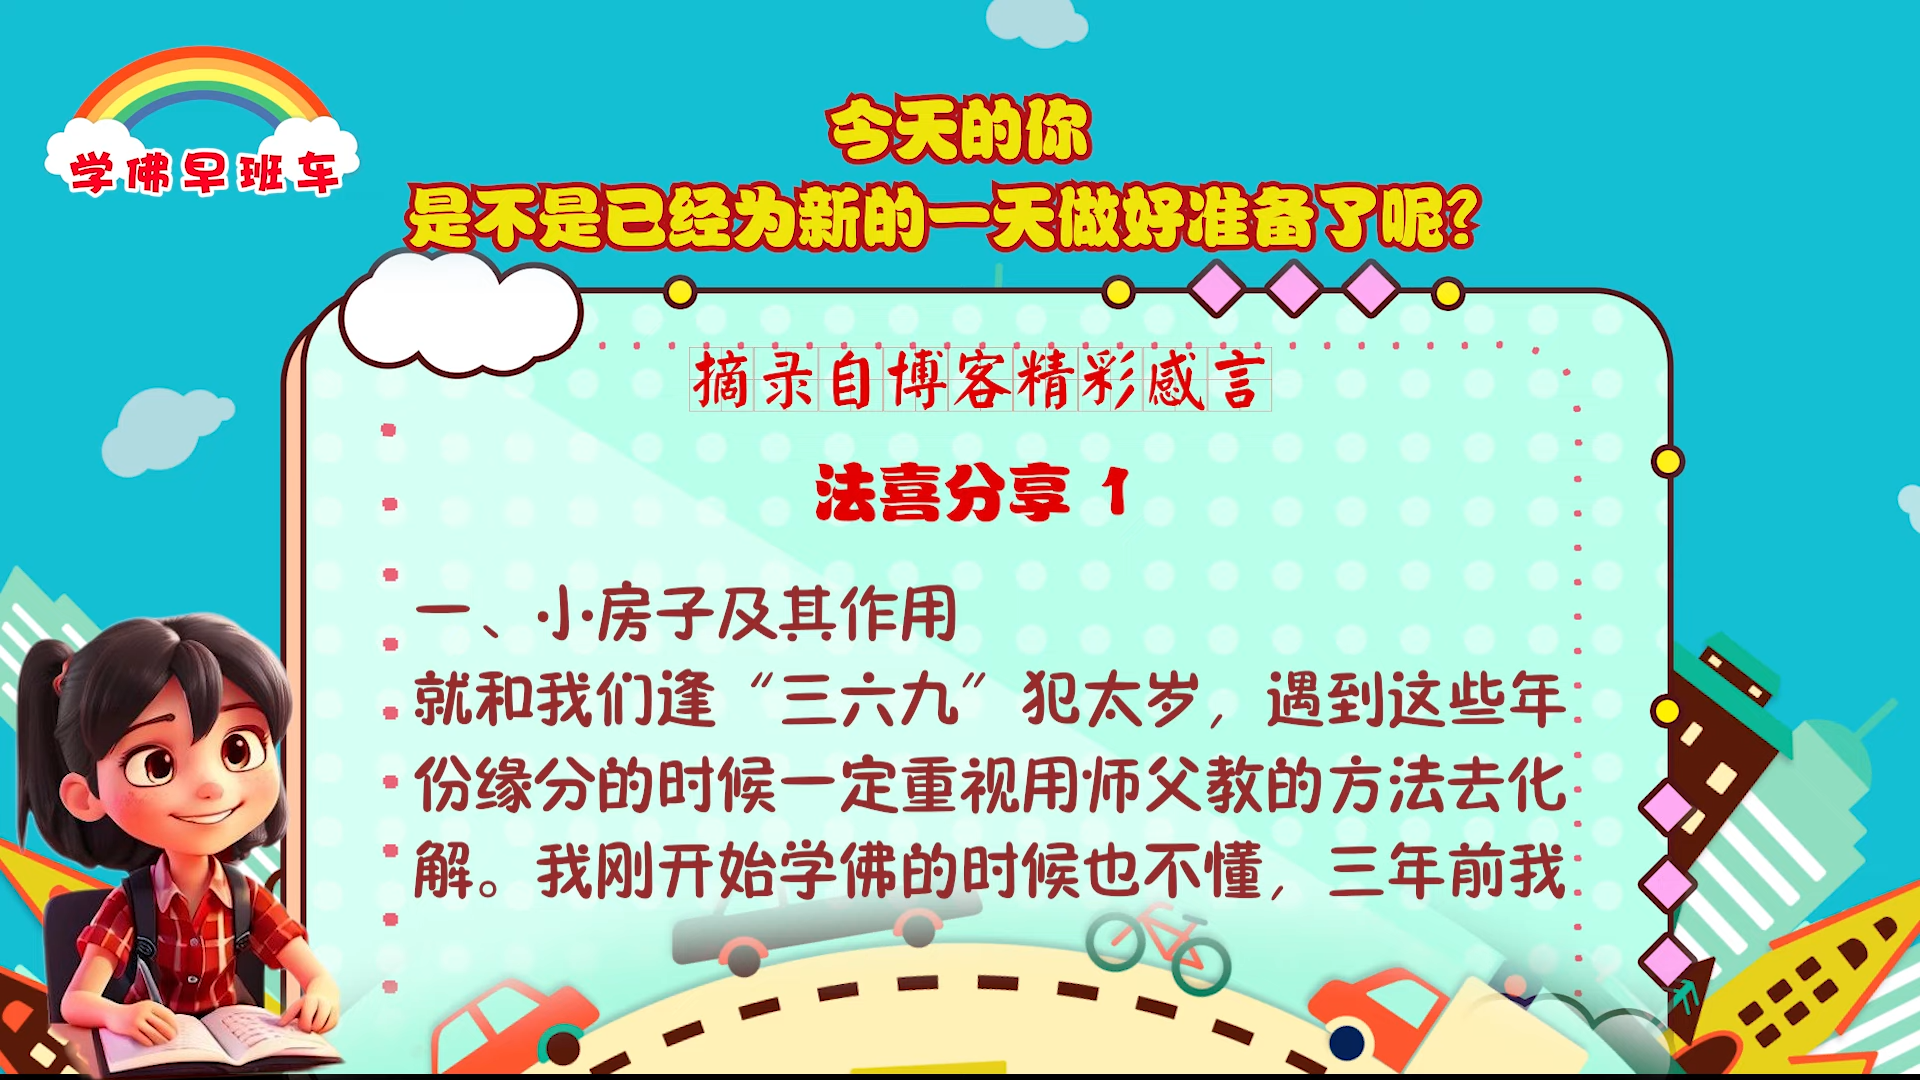 学佛早班车
今天的你
是不是已经为新的一天做好准备了呢？
摘录自博客精彩感言
法喜分享 1
一、小房子及其作用
就和我们逢“三六九”犯太岁，遇到这些年
份缘分的时候一定重视用师父教的方法去化
解。我刚开始学佛的时候也不懂，三年前我